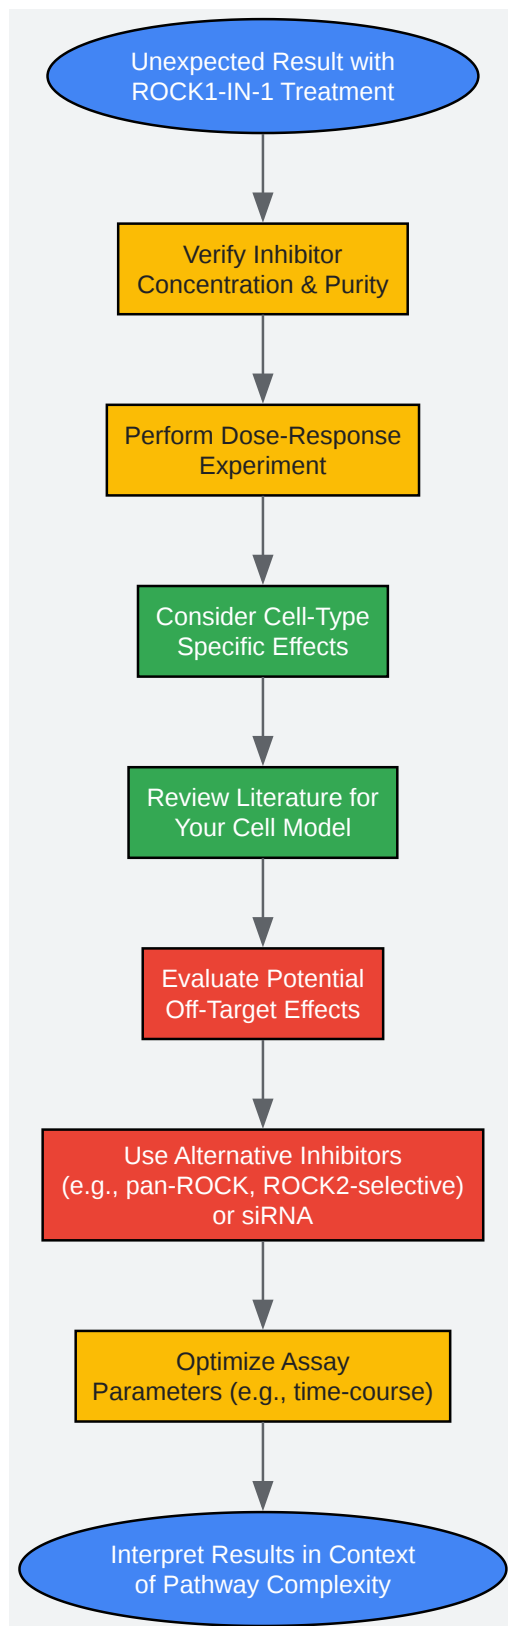 Unexpected Result with
ROCK1-IN-1 Treatment
Verify Inhibitor
Concentration & Purity
Perform Dose-Response
Experiment
Consider Cell-Type
Specific Effects
Review Literature for
Your Cell Model
Evaluate Potential
Off-Target Effects
Use Alternative Inhibitors
(e.g., pan-ROCK, ROCK2-selective)
or siRNA
Optimize Assay
Parameters (e.g., time-course)
Interpret Results in Context
of Pathway Complexity